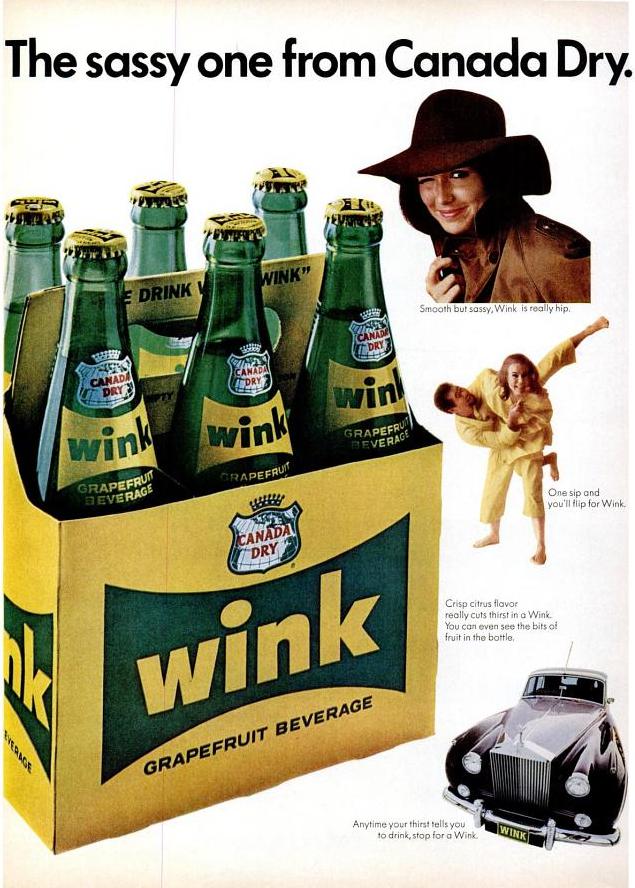 The sassy one from Canada Dry.
Smooth but sassy, Wink is really hip.
One sip and
you'll flip for Wink.
Crisp citrus flavor
really cuts thirst in a Wink.
You can even see the bits of
fruit in the bottle.
Anytime your thirst tells you
to drink, stop for a Wink.
WINK
E DRINK W WINK"
CANADA
DRY
wink
GRAPEFRUIT
BEVERAGE
CANADA
DRY
wink
GRAPEFRUIT
CANADA
DRY
wink
GRAPEFRUIT
BEVERAGE
CANADA
DRY
wink
GRAPEFRUIT BEVERAGE
nk
EVERAGE